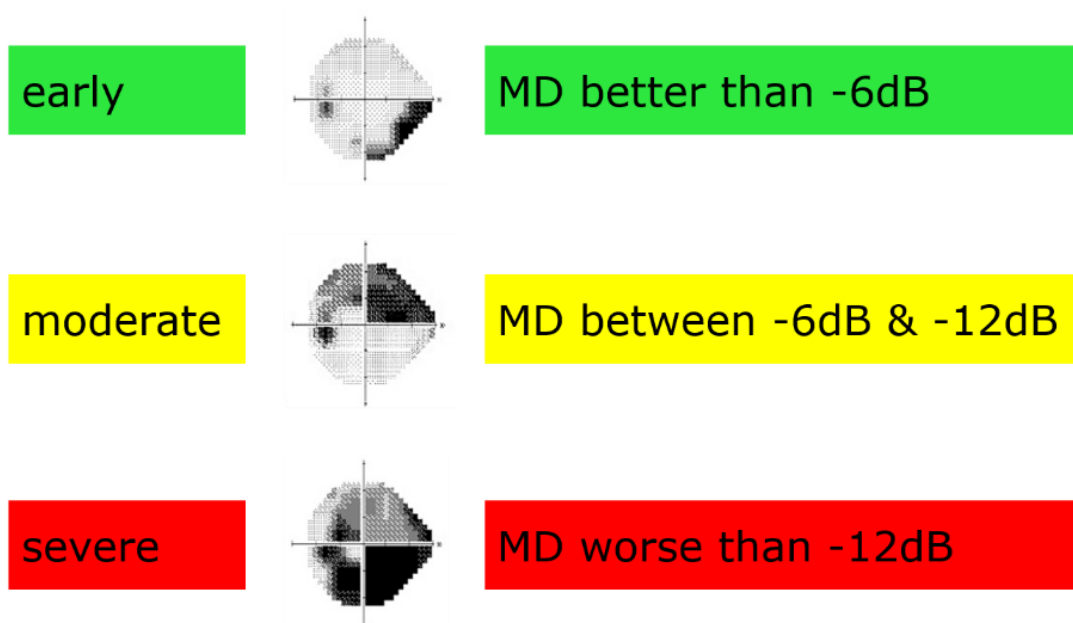 early
MD better than -6dB
moderate
MD between -6dB & -12dB
severe
MD worse than -12dB